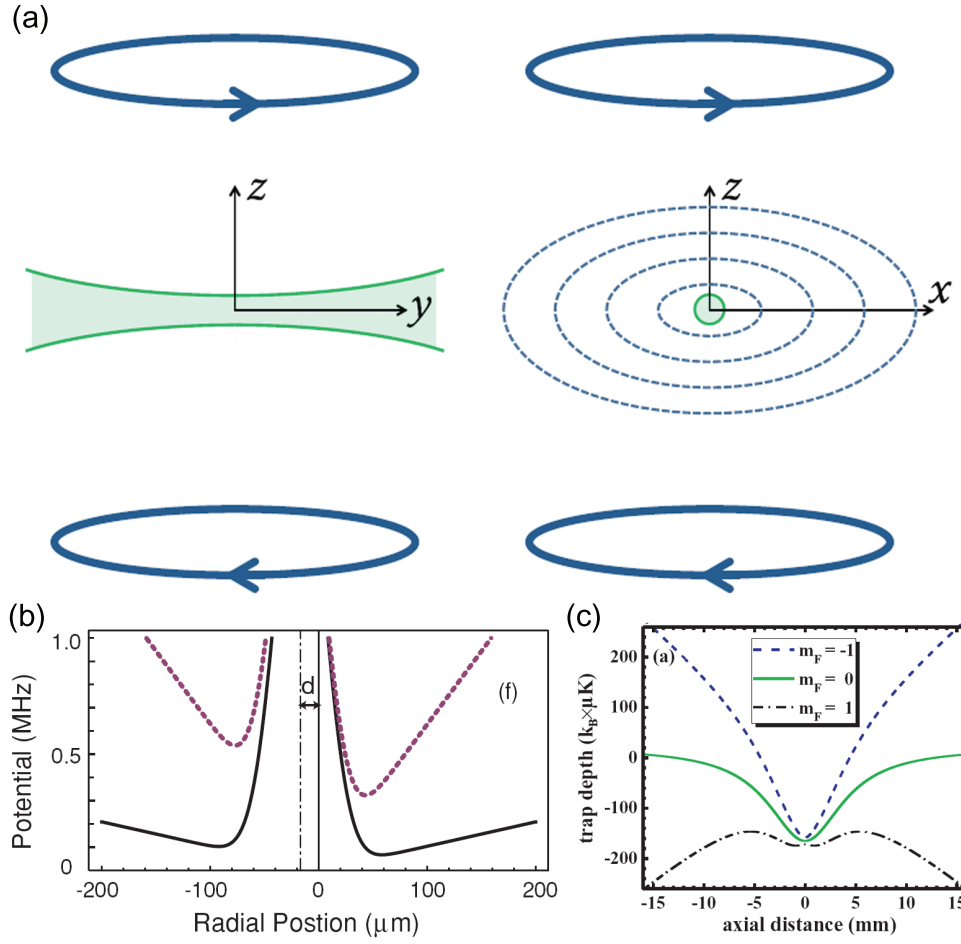 (a)
z
z
y
x
(b)
(c)
1.0
0.5
0
Potential (MHz)
d
(f)
-200
-100
0
100
200
Radial Postion (μm)
(a)
m_F = -1
m_F = 0
m_F = 1
200
100
0
-100
-200
trap depth (k_B×μK)
-15
-10
-5
0
5
10
15
axial distance (mm)